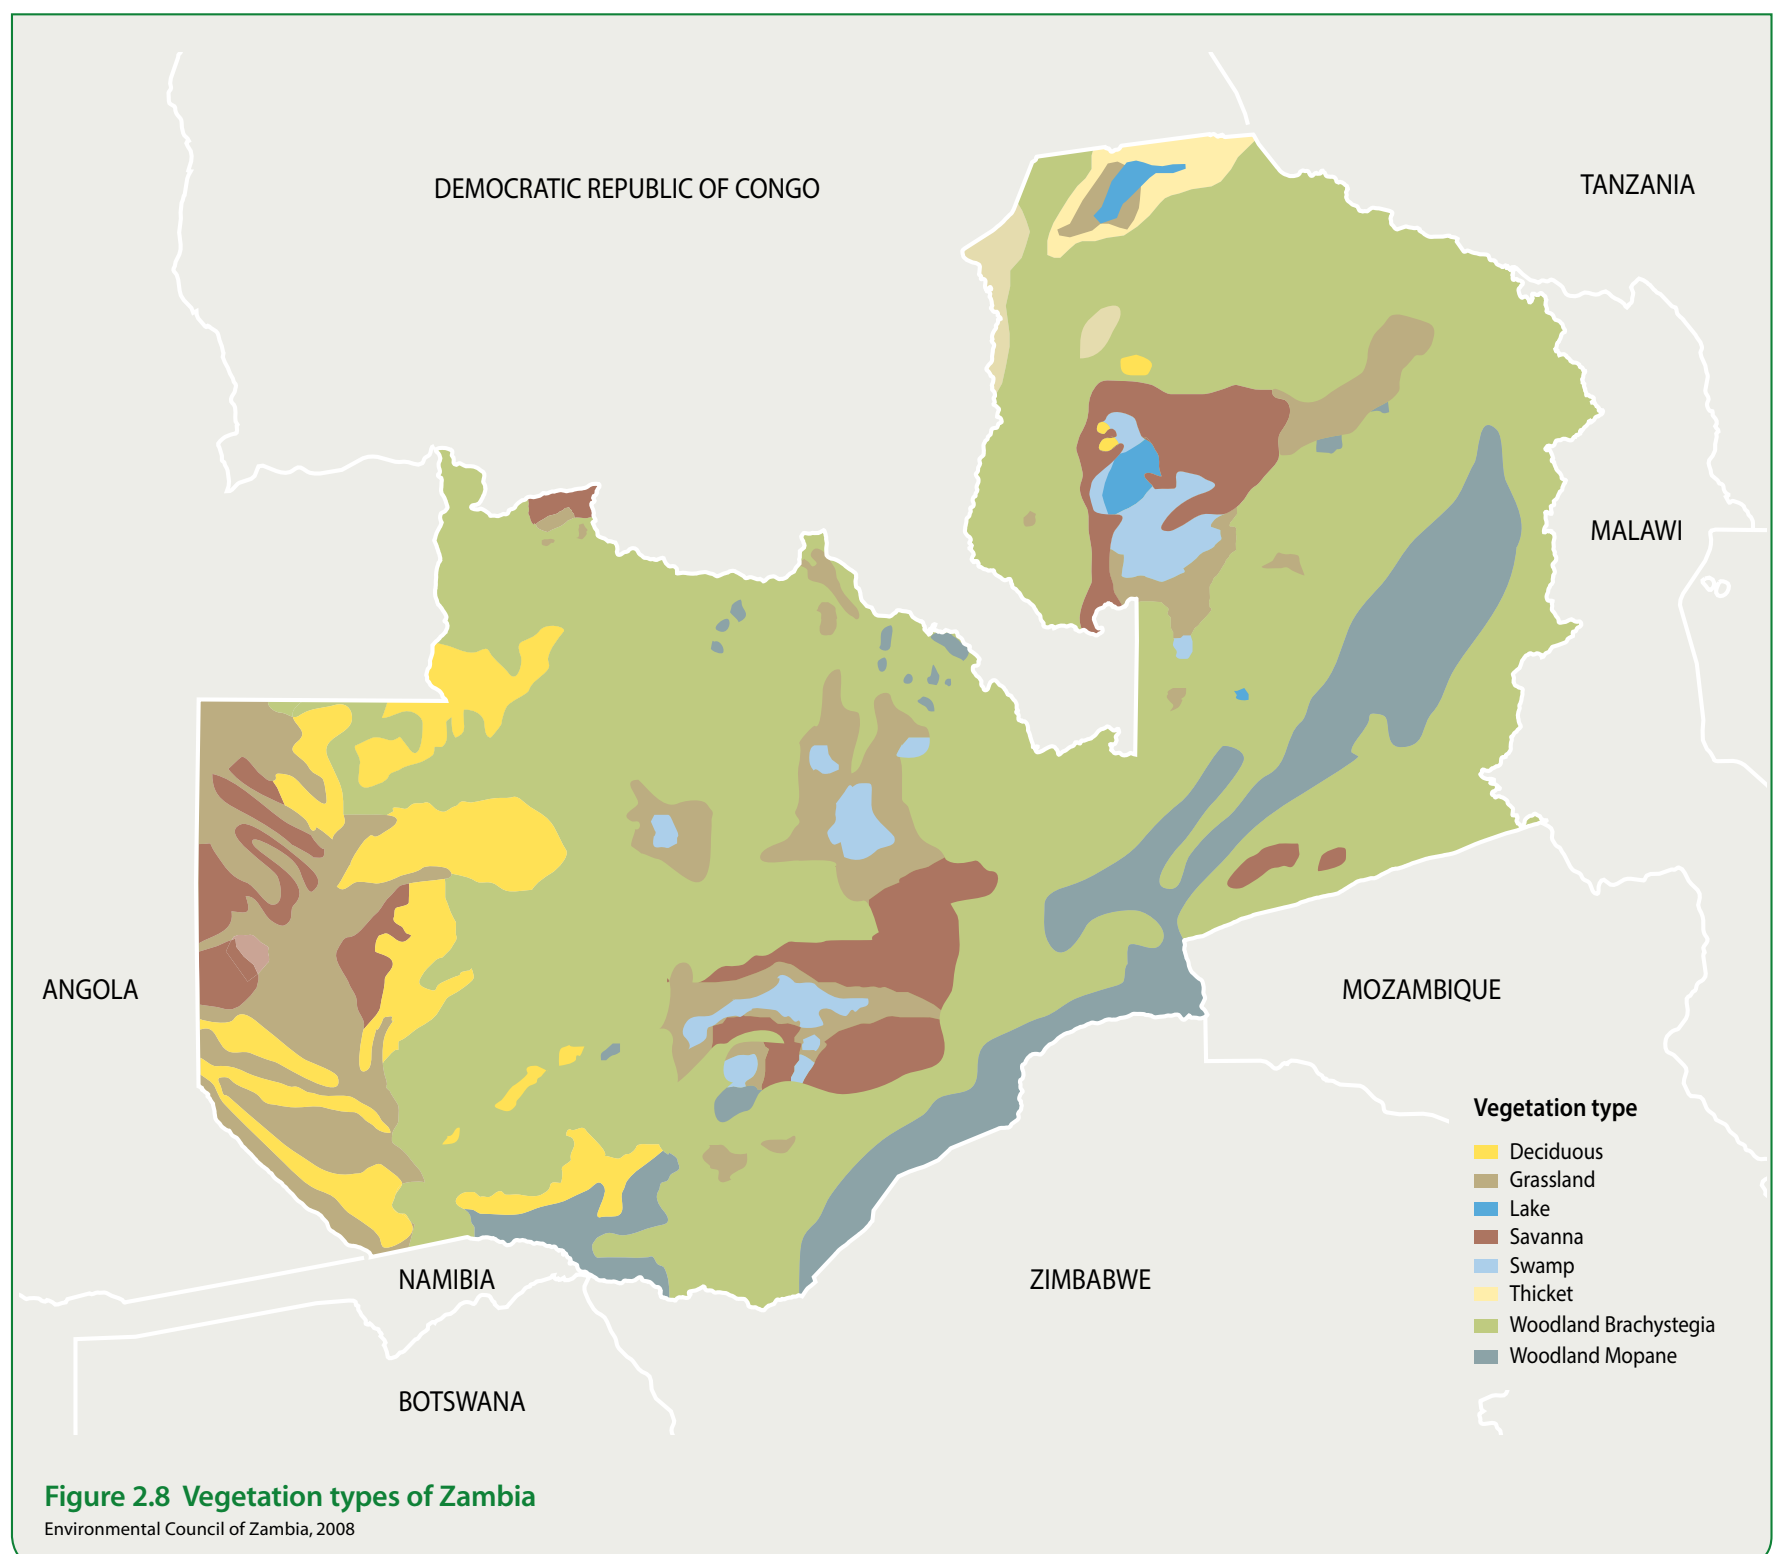 DEMOCRATIC REPUBLIC OF CONGO
TANZANIA
MALAWI
ANGOLA
MOZAMBIQUE
NAMIBIA
ZIMBABWE
BOTSWANA
Vegetation type
Deciduous
Grassland
Lake
Savanna
Swamp
Thicket
Woodland Brachystegia
Woodland Mopane
Figure 2.8 Vegetation types of Zambia
Environmental Council of Zambia, 2008